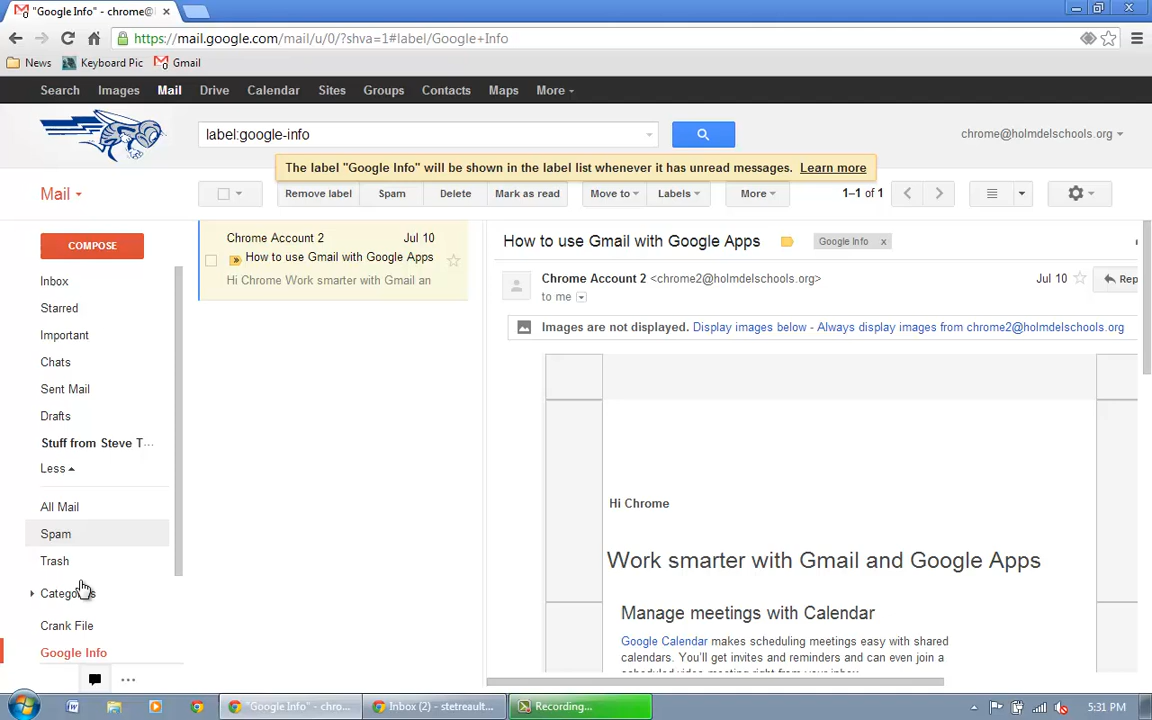 "Google Info" - chrome@
https://mail.google.com/mail/u/0/?shva=1#label/Google+Info
News Keyboard Pic Gmail
Search Images Mail Drive Calendar Sites Groups Contacts Maps More
label:google-info
chrome@holmdelschools.org
The label "Google Info" will be shown in the label list whenever it has unread messages. Learn more
Mail
Remove label Spam Delete Mark as read Move to Labels More 1–1 of 1
COMPOSE
Inbox
Starred
Important
Chats
Sent Mail
Drafts
Stuff from Steve T...
Less
All Mail
Spam
Trash
Categories
Crank File
Google Info
Chrome Account 2 Jul 10
How to use Gmail with Google Apps
Hi Chrome Work smarter with Gmail an
How to use Gmail with Google Apps Google Info x
Chrome Account 2 <chrome2@holmdelschools.org> Jul 10 Rep
to me
Images are not displayed. Display images below - Always display images from chrome2@holmdelschools.org
Hi Chrome
Work smarter with Gmail and Google Apps
Manage meetings with Calendar
Google Calendar makes scheduling meetings easy with shared
calendars. You'll get invites and reminders and can even join a
"Google Info" - chro... Inbox (2) - stetreault... Recording... 5:31 PM